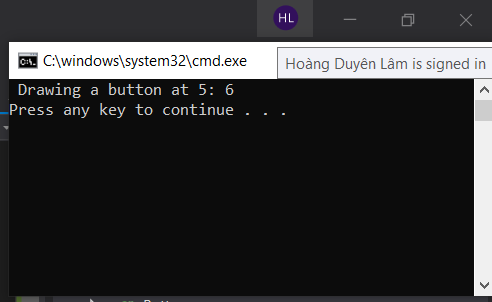 HL
C:\windows\system32\cmd.exe
Hoàng Duyên Lâm is signed in
Drawing a button at 5: 6
Press any key to continue . . .